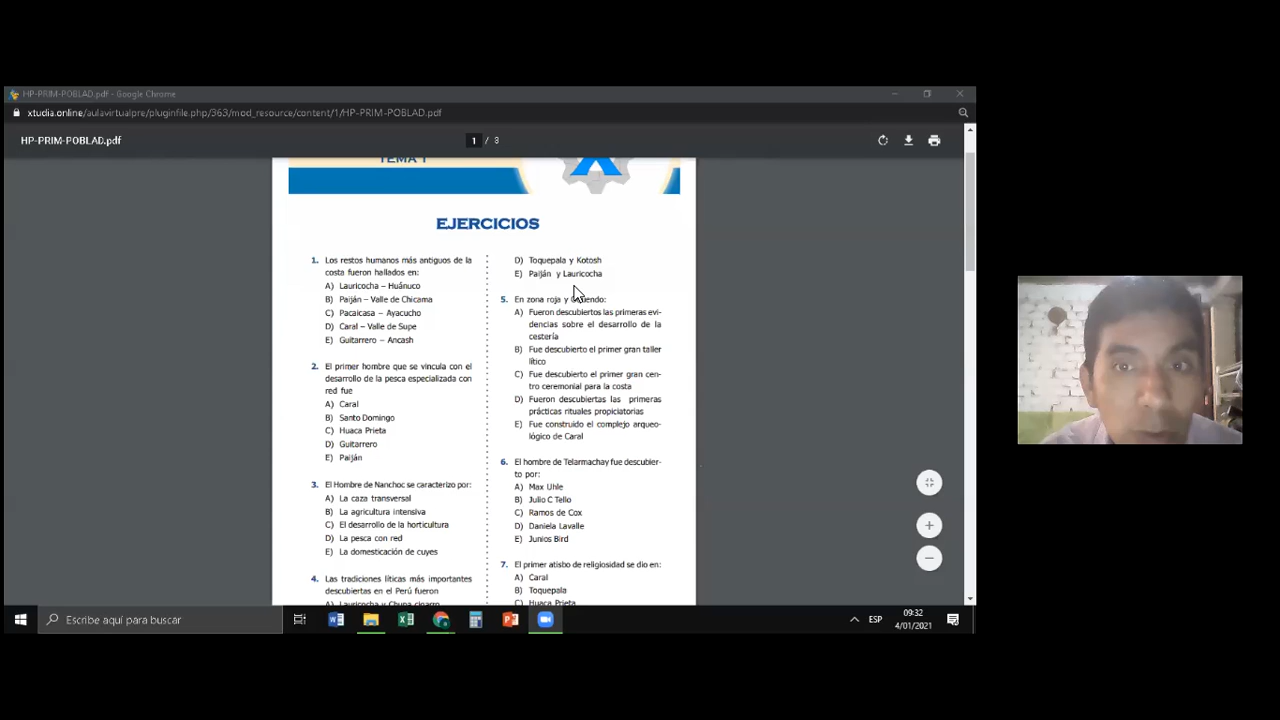 HP-PRIM-POBLAD.pdf - Google Chrome
xtudia.online/aulavirtualpre/pluginfile.php/363/mod_resource/content/1/HP-PRIM-POBLAD.pdf
HP-PRIM-POBLAD.pdf
1 / 3
TEMA 1
EJERCICIOS
1. Los restos humanos más antiguos de la
costa fueron hallados en:
A) Lauricocha – Huánuco
B) Paiján – Valle de Chicama
C) Pacaicasa – Ayacucho
D) Caral – Valle de Supe
E) Guitarrero – Ancash
2. El primer hombre que se vincula con el
desarrollo de la pesca especializada con
red fue
A) Caral
B) Santo Domingo
C) Huaca Prieta
D) Guitarrero
E) Paiján
3. El Hombre de Nanchoc se caracterizo por:
A) La caza transversal
B) La agricultura intensiva
C) El desarrollo de la horticultura
D) La pesca con red
E) La domesticación de cuyes
4. Las tradiciones líticas más importantes
descubiertas en el Perú fueron
A) Lauricocha y Chupa cigarro
D) Toquepala y Kotosh
E) Paiján y Lauricocha
5. En zona roja y
A) Fueron descubiertos las primeras evi-
dencias sobre el desarrollo de la
cestería
B) Fue descubierto el primer gran taller
lítico
C) Fue descubierto el primer gran cen-
tro ceremonial para la costa
D) Fueron descubiertas las primeras
prácticas rituales propiciatorias
E) Fue construido el complejo arqueo-
lógico de Caral
6. El hombre de Telarmachay fue descubier-
to por:
A) Max Uhle
B) Julio C Tello
C) Ramos de Cox
D) Daniela Lavalle
E) Junios Bird
7. El primer atisbo de religiosidad se dio en:
A) Caral
B) Toquepala
C) Huaca Prieta
Escribe aquí para buscar
ESP
09:32
4/01/2021